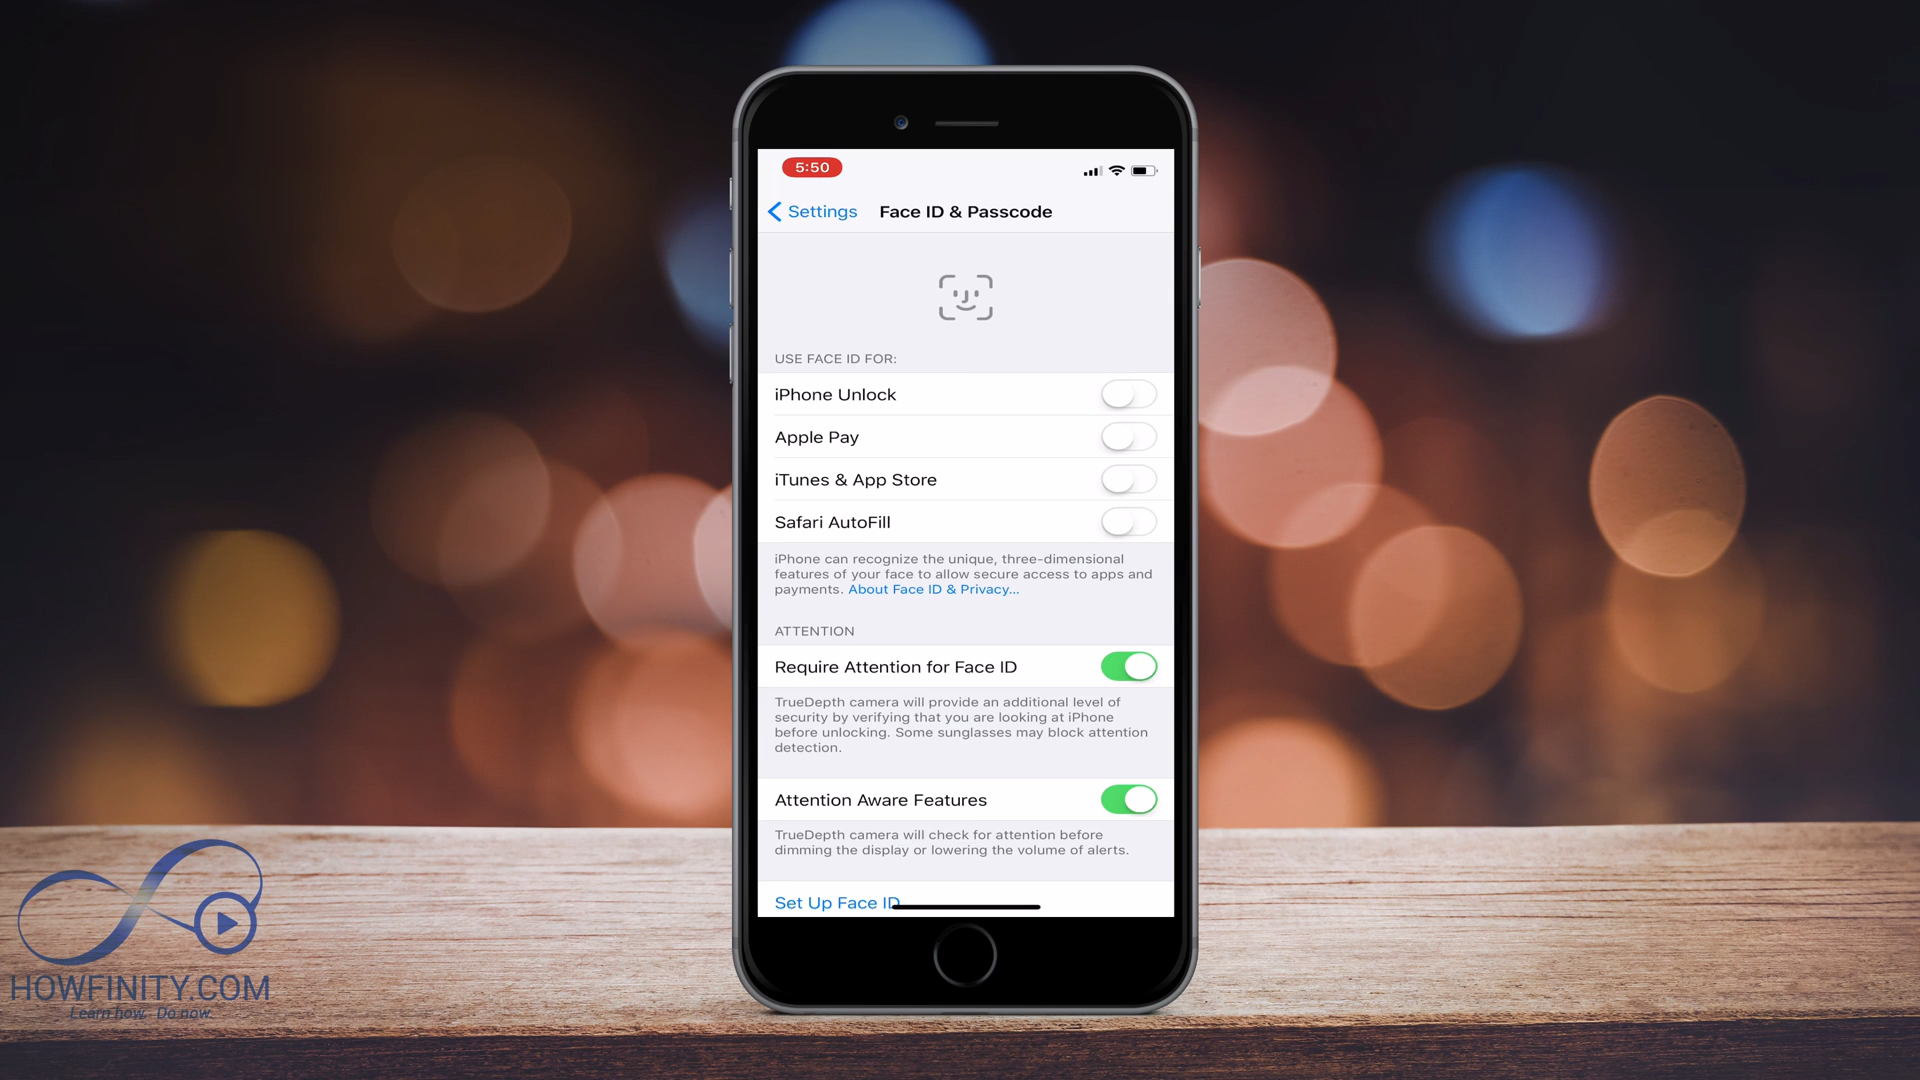 5:50
Settings
Face ID & Passcode
USE FACE ID FOR:
iPhone Unlock
Apple Pay
iTunes & App Store
Safari AutoFill
iPhone can recognize the unique, three-dimensional
features of your face to allow secure access to apps and
payments. About Face ID & Privacy...
ATTENTION
Require Attention for Face ID
TrueDepth camera will provide an additional level of
security by verifying that you are looking at iPhone
before unlocking. Some sunglasses may block attention
detection.
Attention Aware Features
TrueDepth camera will check for attention before
dimming the display or lowering the volume of alerts.
Set Up Face ID
HOWFINITY.COM
Learn how. Do now.